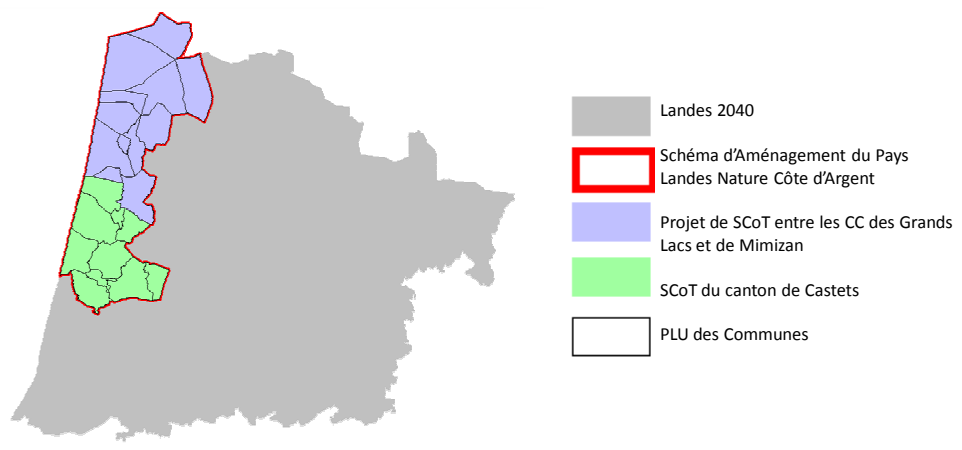 Landes 2040
Schéma d’Aménagement du Pays
Landes Nature Côte d’Argent
Projet de SCoT entre les CC des Grands
Lacs et de Mimizan
SCoT du canton de Castets
PLU des Communes